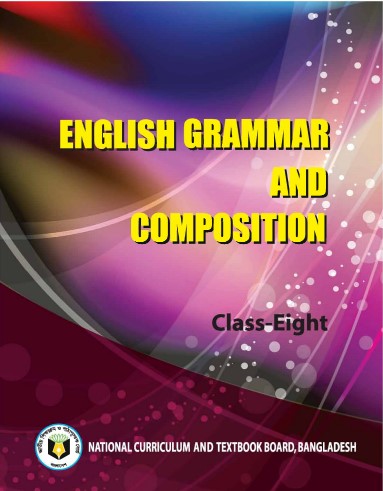 ENGLISH GRAMMAR
AND
COMPOSITION
Class-Eight
NATIONAL CURRICULUM AND TEXTBOOK BOARD, BANGLADESH